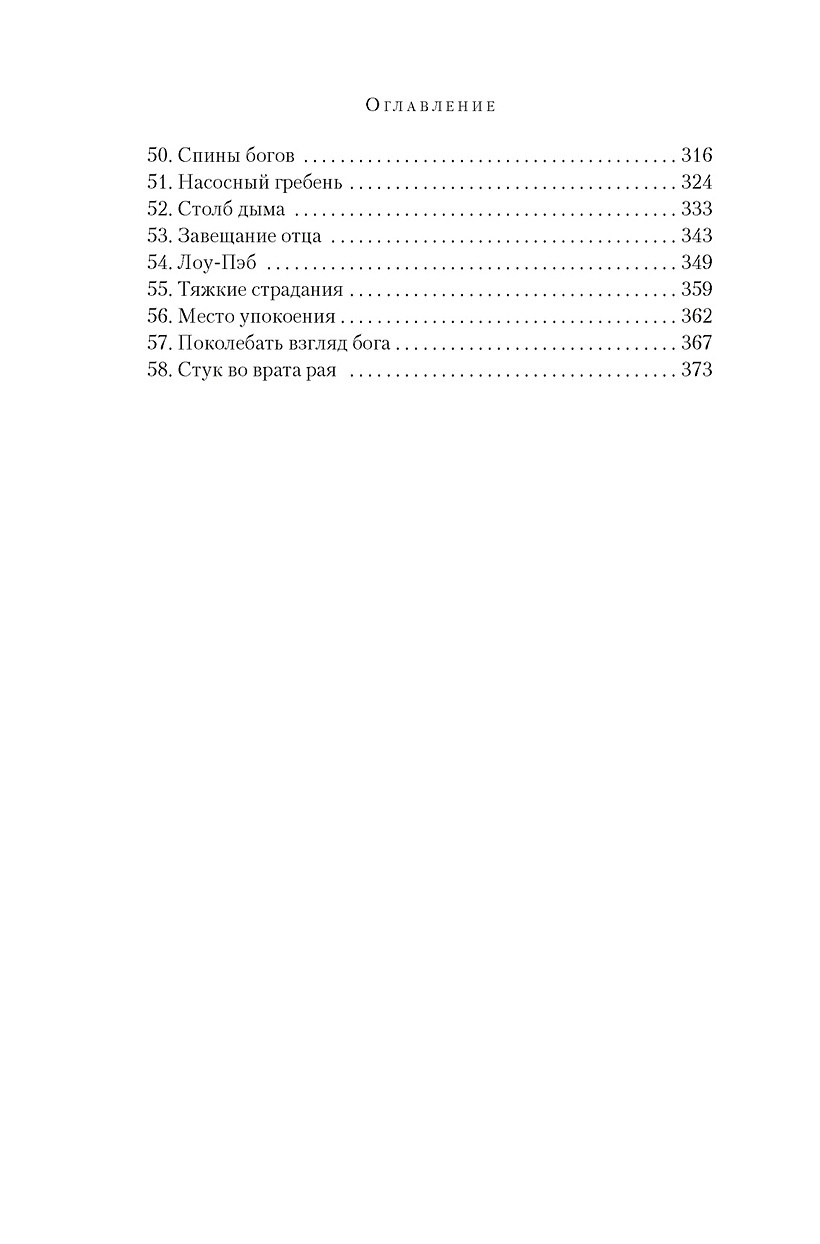 Оглавление
50. Спины богов ........................................ 316
51. Насосный гребень ................................... 324
52. Столб дыма ......................................... 333
53. Завещание отца ..................................... 343
54. Лоу-Пэб ............................................ 349
55. Тяжкие страдания ................................... 359
56. Место упокоения .................................... 362
57. Поколебать взгляд бога ............................. 367
58. Стук во врата рая .................................. 373